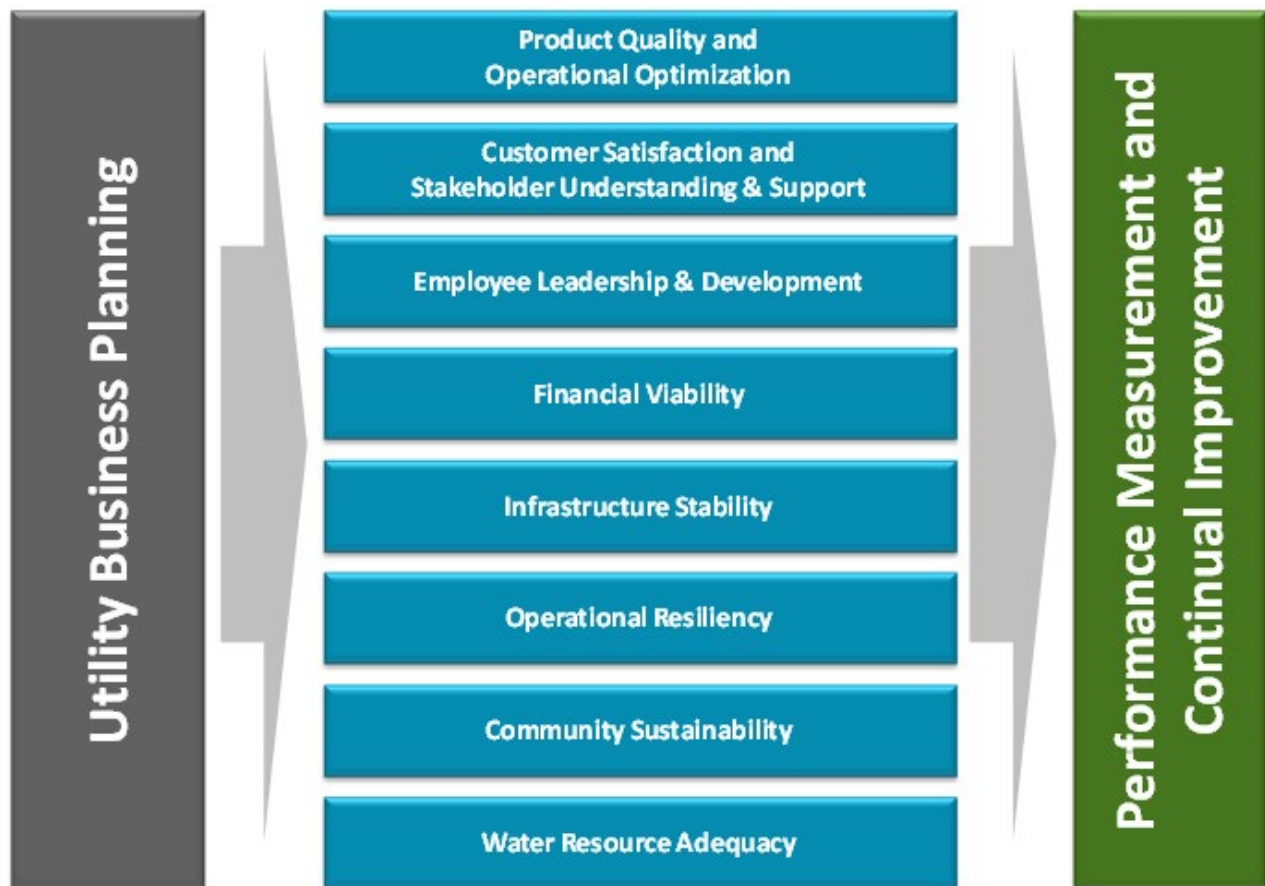 Utility Business Planning
Product Quality and
Operational Optimization
Customer Satisfaction and
Stakeholder Understanding & Support
Employee Leadership & Development
Financial Viability
Infrastructure Stability
Operational Resiliency
Community Sustainability
Water Resource Adequacy
Performance Measurement and
Continual Improvement